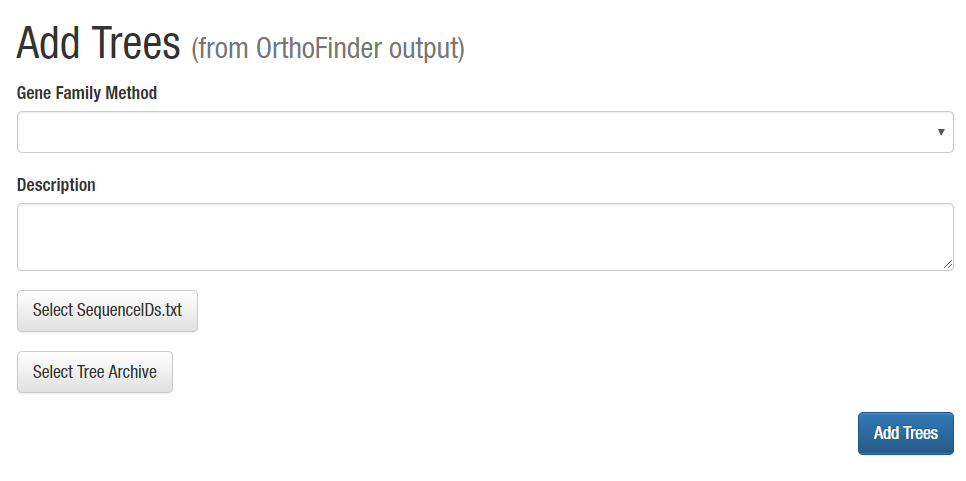 Add Trees (from OrthoFinder output)
Gene Family Method
Description
Select SequenceIDs.txt
Select Tree Archive
Add Trees